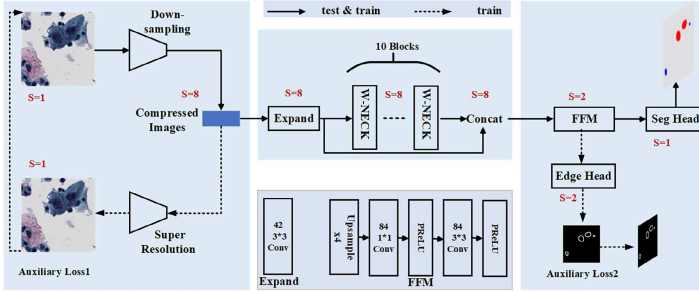 test & train
train
Down-
sampling
S=1
S=8
Compressed
Images
S=1
Super
Resolution
Auxiliary Loss1
10 Blocks
S=8
Expand
W-NECK
S=8
W-NECK
S=8
Concat
42
3*3
Conv
Expand
Upsample
x4
84
1*1
Conv
PReLU
84
3*3
Conv
PReLU
FFM
S=2
FFM
Seg Head
S=1
Edge Head
S=2
Auxiliary Loss2